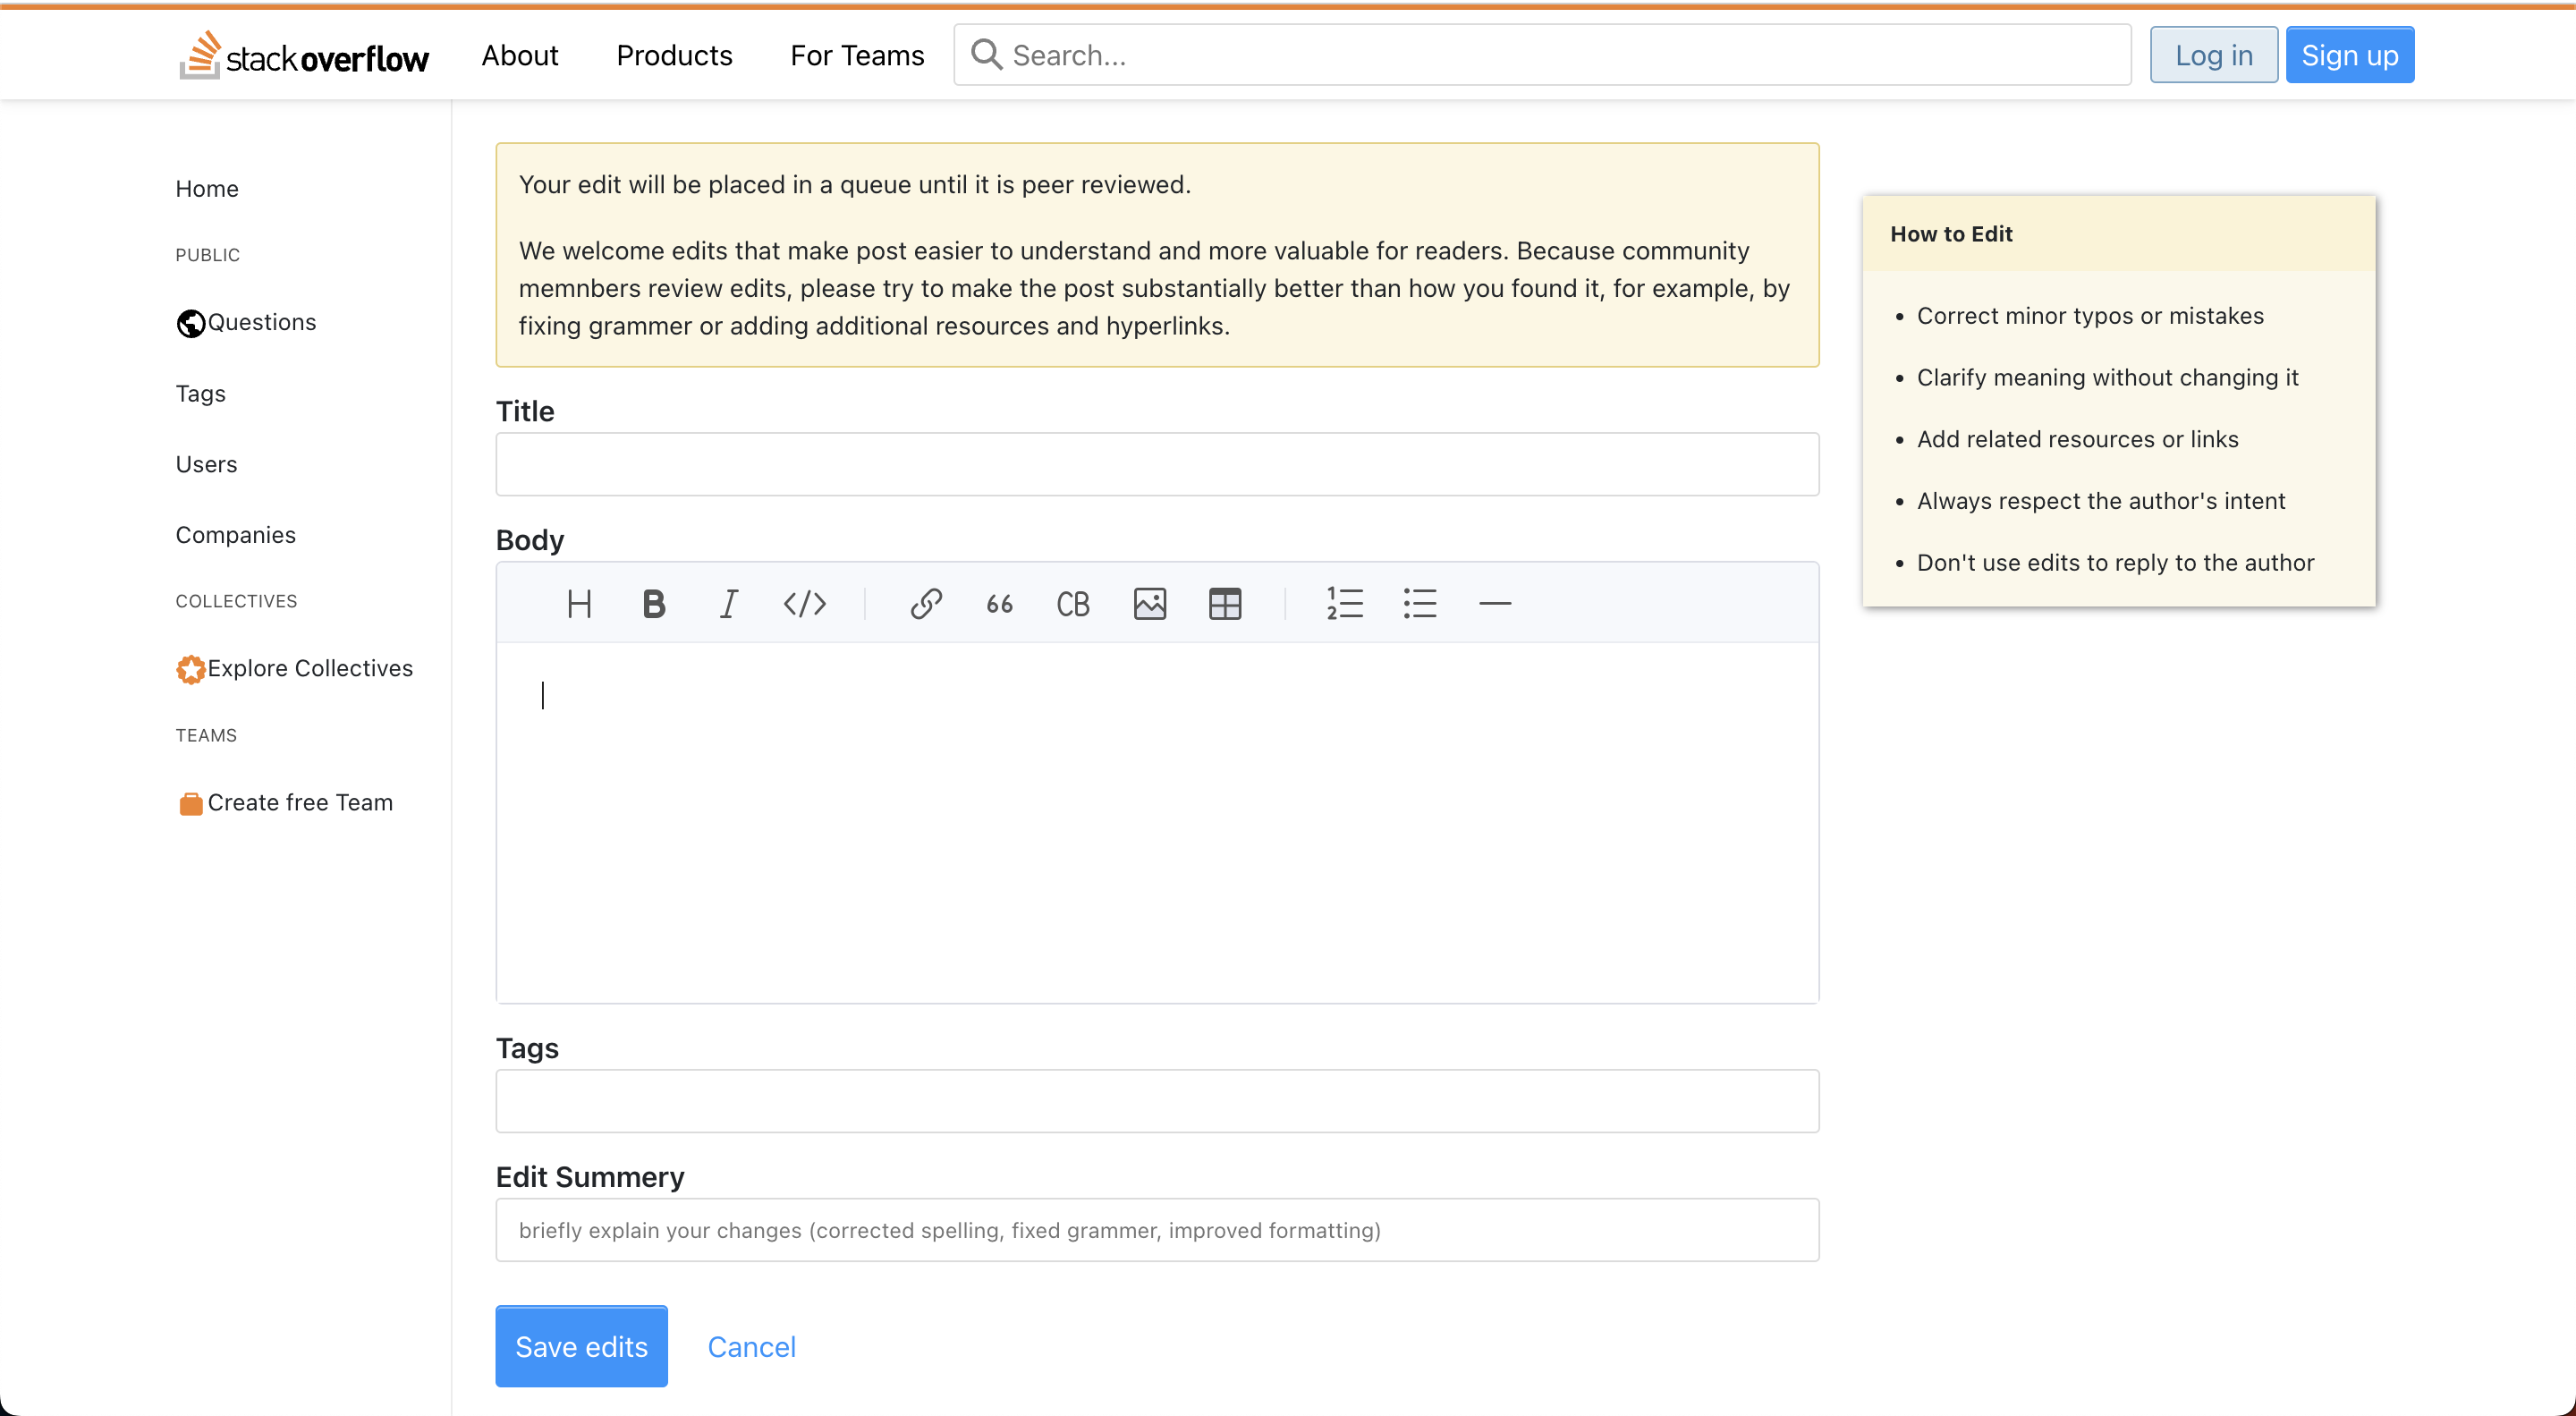 stack overflow About Products For Teams Search... Log in Sign up
Home
PUBLIC
Questions
Tags
Users
Companies
COLLECTIVES
Explore Collectives
TEAMS
Create free Team
Your edit will be placed in a queue until it is peer reviewed.
We welcome edits that make post easier to understand and more valuable for readers. Because community
memnbers review edits, please try to make the post substantially better than how you found it, for example, by
fixing grammer or adding additional resources and hyperlinks.
Title
Body
H B I </> 66 CB
Tags
Edit Summery
briefly explain your changes (corrected spelling, fixed grammer, improved formatting)
Save edits Cancel
How to Edit
• Correct minor typos or mistakes
• Clarify meaning without changing it
• Add related resources or links
• Always respect the author's intent
• Don't use edits to reply to the author